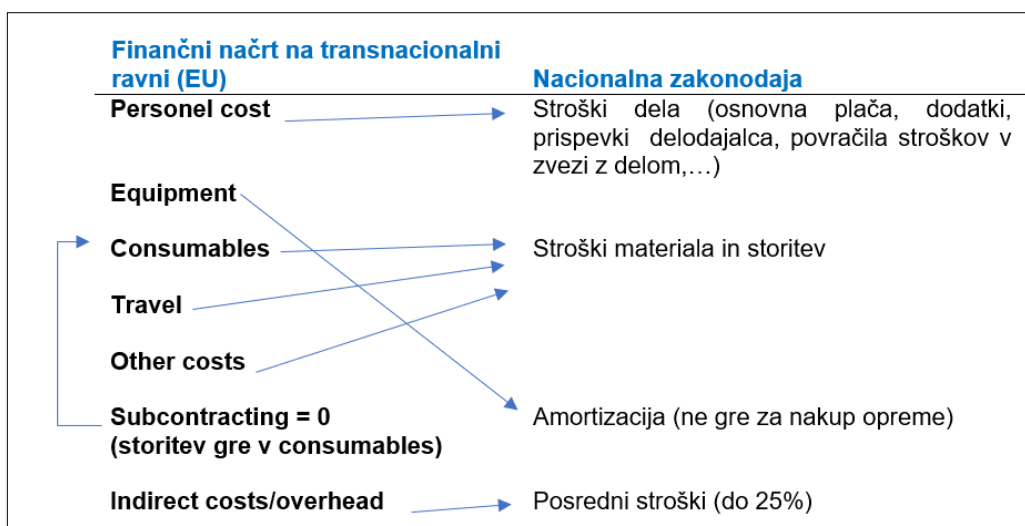 Finančni načrt na transnacionalni
ravni (EU)
Nacionalna zakonodaja
Personel cost
Stroški dela (osnovna plača, dodatki,
prispevki delodajalca, povračila stroškov v
zvezi z delom,…)
Equipment
Consumables
Stroški materiala in storitev
Travel
Other costs
Subcontracting = 0
(storitev gre v consumables)
Amortizacija (ne gre za nakup opreme)
Indirect costs/overhead
Posredni stroški (do 25%)